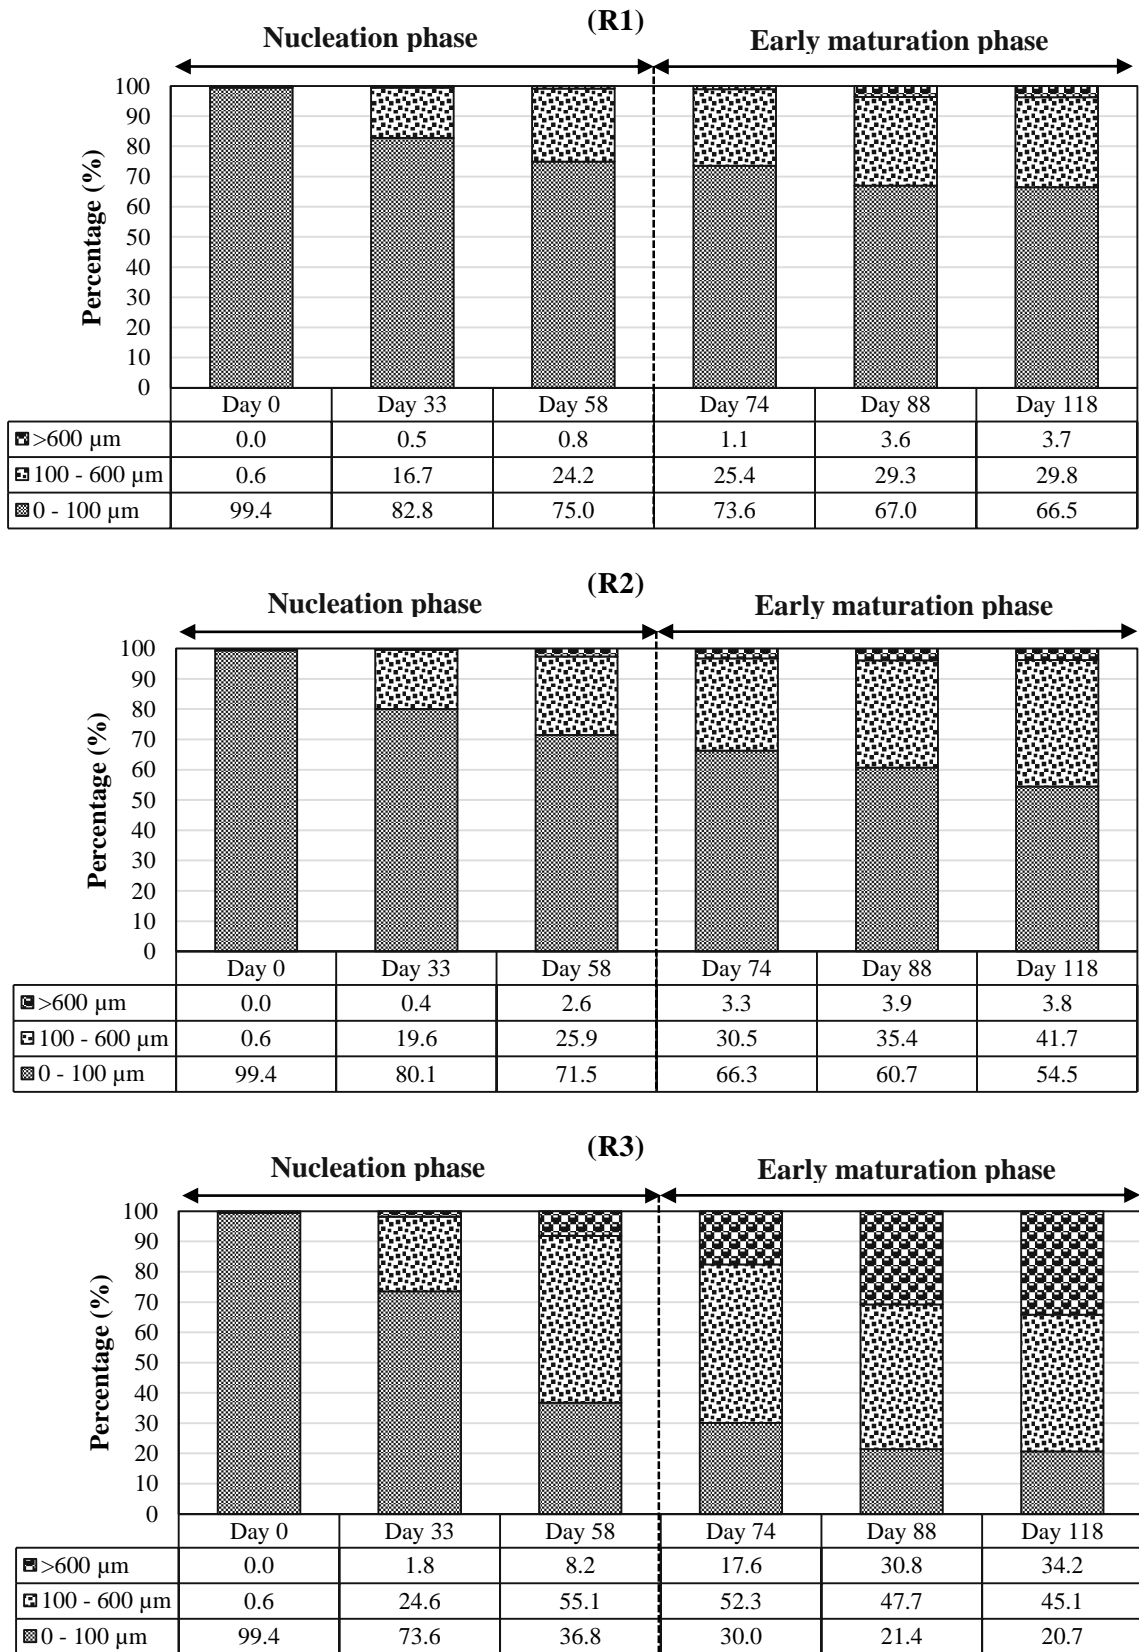 (R1)
Nucleation phase Early maturation phase
Percentage (%)
100
90
80
70
60
50
40
30
20
10
0
Day 0 Day 33 Day 58 Day 74 Day 88 Day 118
>600 µm 0.0 0.5 0.8 1.1 3.6 3.7
100 - 600 µm 0.6 16.7 24.2 25.4 29.3 29.8
0 - 100 µm 99.4 82.8 75.0 73.6 67.0 66.5
(R2)
Nucleation phase Early maturation phase
Percentage (%)
100
90
80
70
60
50
40
30
20
10
0
Day 0 Day 33 Day 58 Day 74 Day 88 Day 118
>600 µm 0.0 0.4 2.6 3.3 3.9 3.8
100 - 600 µm 0.6 19.6 25.9 30.5 35.4 41.7
0 - 100 µm 99.4 80.1 71.5 66.3 60.7 54.5
(R3)
Nucleation phase Early maturation phase
Percentage (%)
100
90
80
70
60
50
40
30
20
10
0
Day 0 Day 33 Day 58 Day 74 Day 88 Day 118
>600 µm 0.0 1.8 8.2 17.6 30.8 34.2
100 - 600 µm 0.6 24.6 55.1 52.3 47.7 45.1
0 - 100 µm 99.4 73.6 36.8 30.0 21.4 20.7